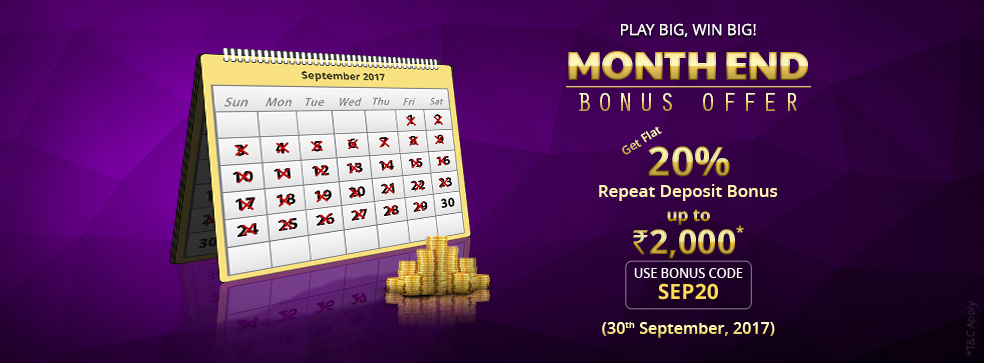 September 2017
Sun Mon Tue Wed Thu Fri Sat
1 2
3 4 5 6 7 8 9
10 11 12 13 14 15 16
17 18 19 20 21 22 23
24 25 26 27 28 29 30
30
PLAY BIG, WIN BIG!
MONTH END
BONUS OFFER
Get Flat
20%
Repeat Deposit Bonus
up to
₹2,000*
USE BONUS CODE
SEP20
(30th September, 2017)
*T&C Apply